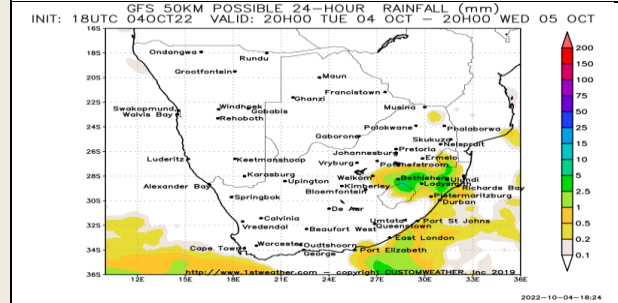 GFS 50KM POSSIBLE 24-HOUR RAINFALL (mm)
INIT: 18UTC 04OCT22 VALID: 20H00 TUE 04 OCT - 20H00 WED 05 OCT
16S
18S
20S
22S
24S
26S
28S
30S
32S
34S
36S
Ondangwa
Rundu
Grootfontein
Maun
Francistown
Ghanzi
Musina
Swakopmund
Windhoek
Gobabis
Walvis Bay
Rehoboth
Polokwane
Phalaborwa
Gaborone
Skukuza
Nelspruit
Johannesburg
Pretoria
Luderitz
Keetmanshoop
Vryburg
Ermelo
Potchefstroom
Karasburg
Upington
Welkom
Bethlehem
Ulundi
Alexander Bay
Kimberley
Ladysmith
Richards Bay
Bloemfontein
Springbok
Pietermaritzburg
Durban
De Aar
Calvinia
Umtata
Port St Johns
Vredendal
Beaufort West
Queenstown
East London
Cape Town
Worcester
Oudtshoorn
George
Port Elizabeth
http://www.1stweather.com - copyright CUSTOMWEATHER, Inc 2019
12E 15E 18E 21E 24E 27E 30E 33E 36E
200
150
100
75
50
25
15
10
5
2.5
1
0.5
0.2
0.1
2022-10-04-18:24